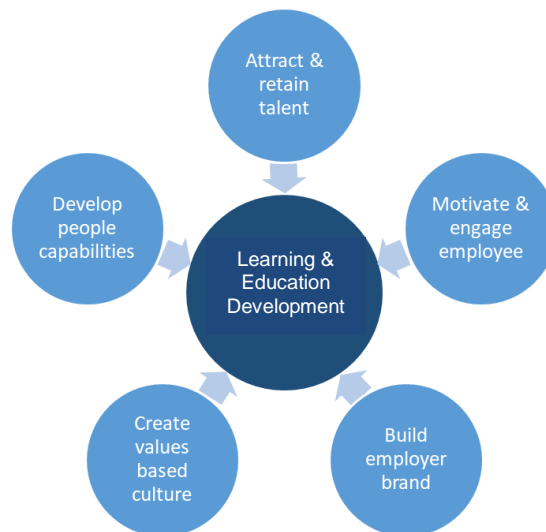 Attract &
retain
talent
Motivate &
engage
employee
Build
employer
brand
Create
values
based
culture
Develop
people
capabilities
Learning &
Education
Development